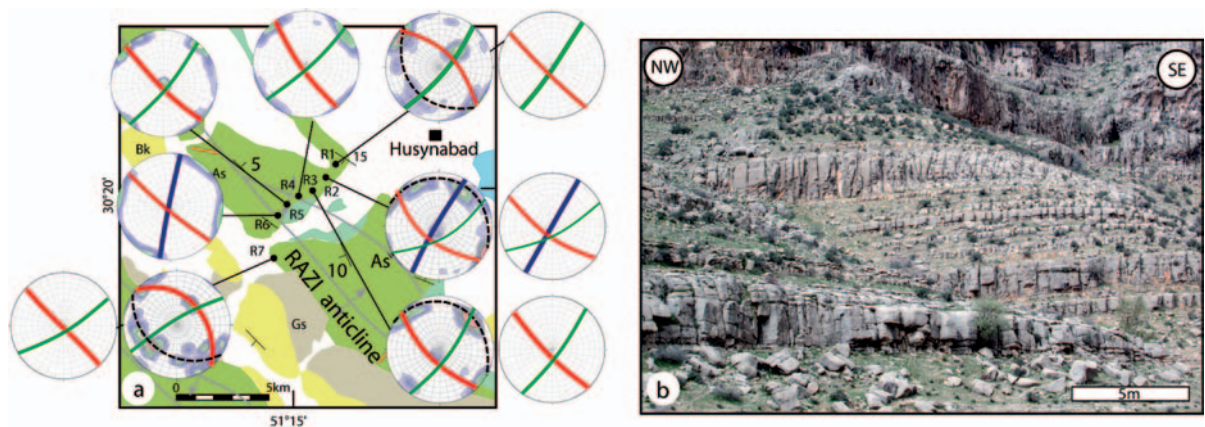 NW
SE
Bk
As
5
R1
15
Husynabad
30°20'
R4
R3
R2
R5
R6
R7
10
As
RAZI anticline
Gs
a
0
5km
51°15'
b
5m